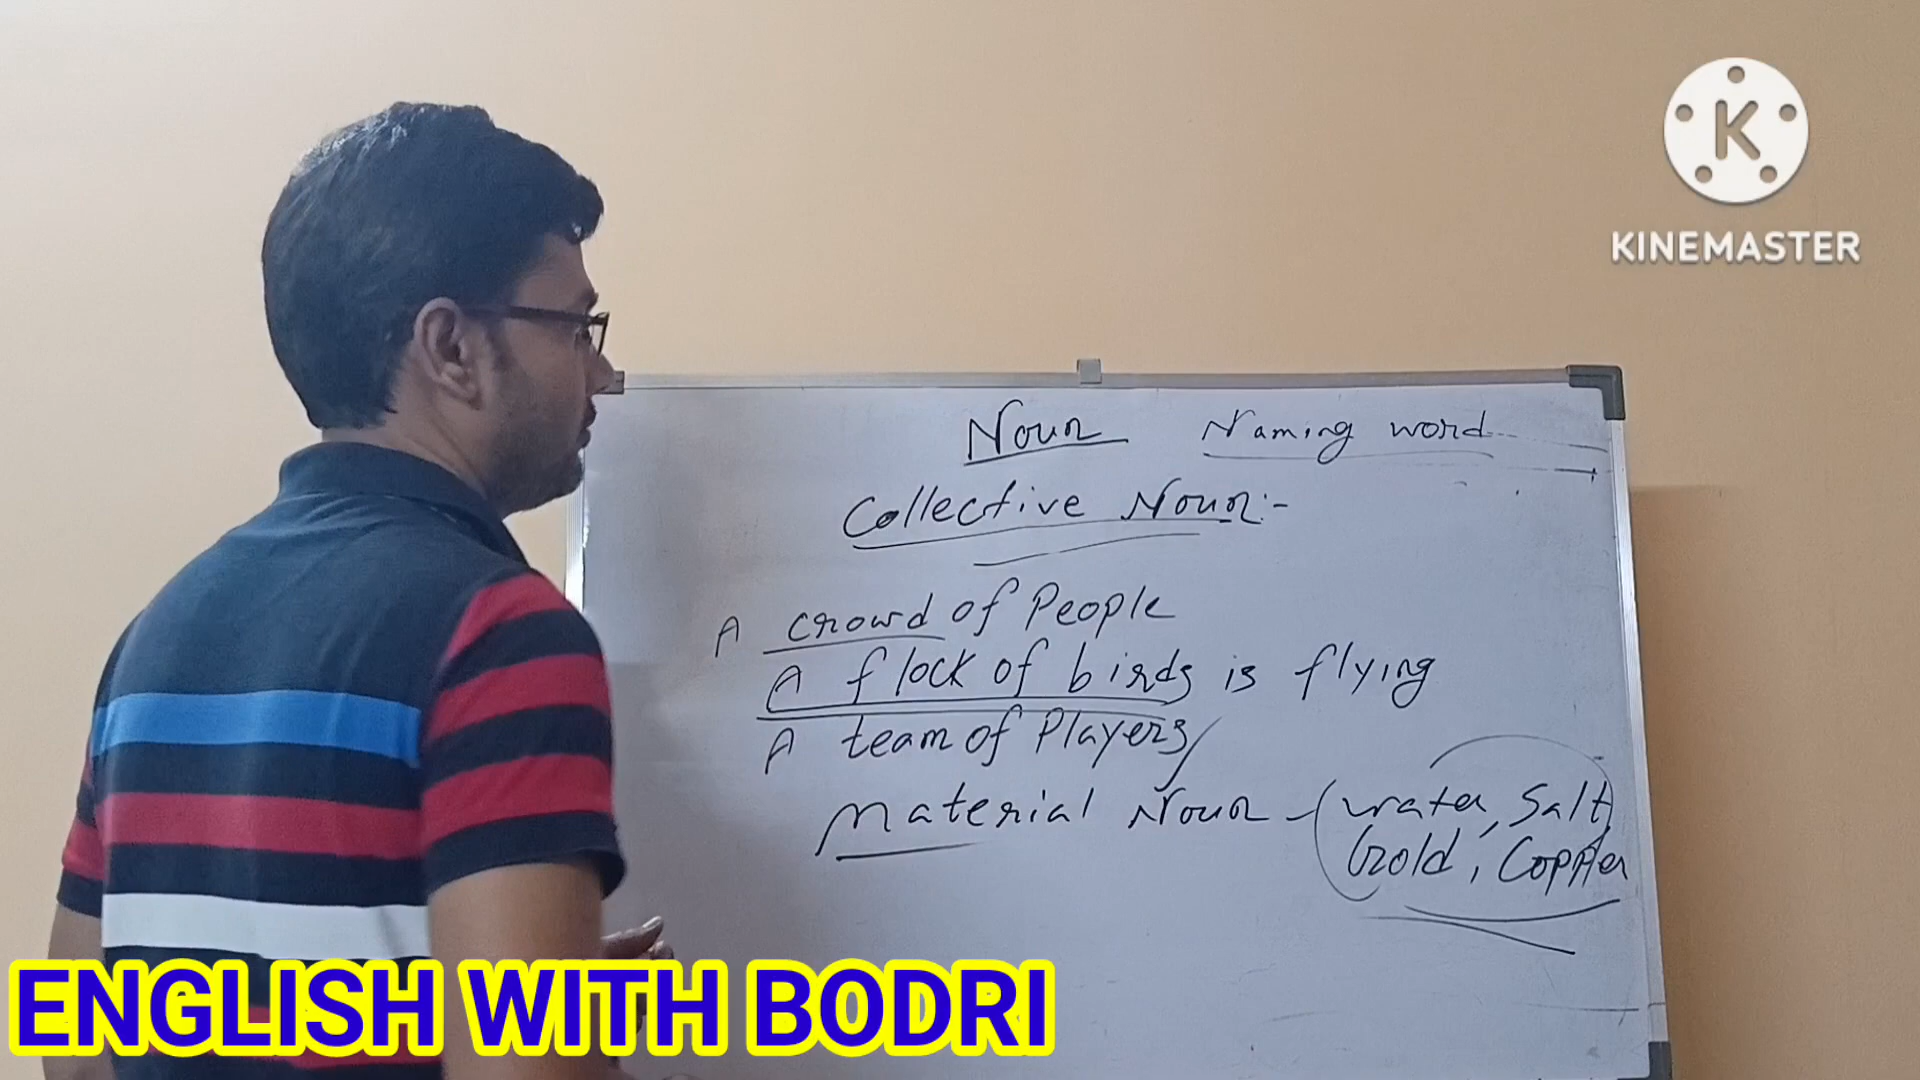 K
KINEMASTER
Noun Naming word
Collective Noun:-
A crowd of People
A flock of birds is flying
A team of Players
Material Noun - (water, Salt)
Gold, Copper
ENGLISH WITH BODRI